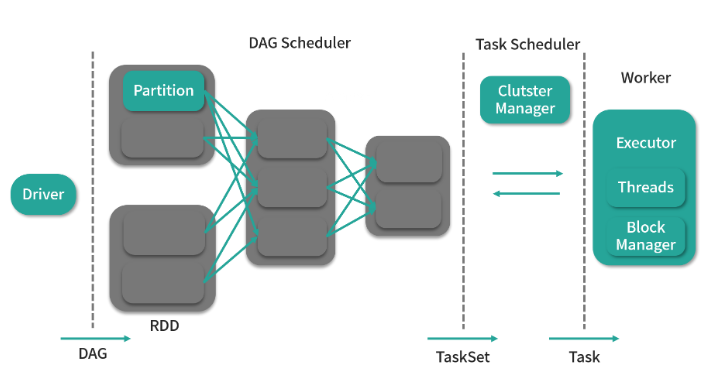 DAG Scheduler
Task Scheduler
Worker
Partition
Clutster
Manager
Executor
Driver
Threads
Block
Manager
RDD
DAG
TaskSet
Task